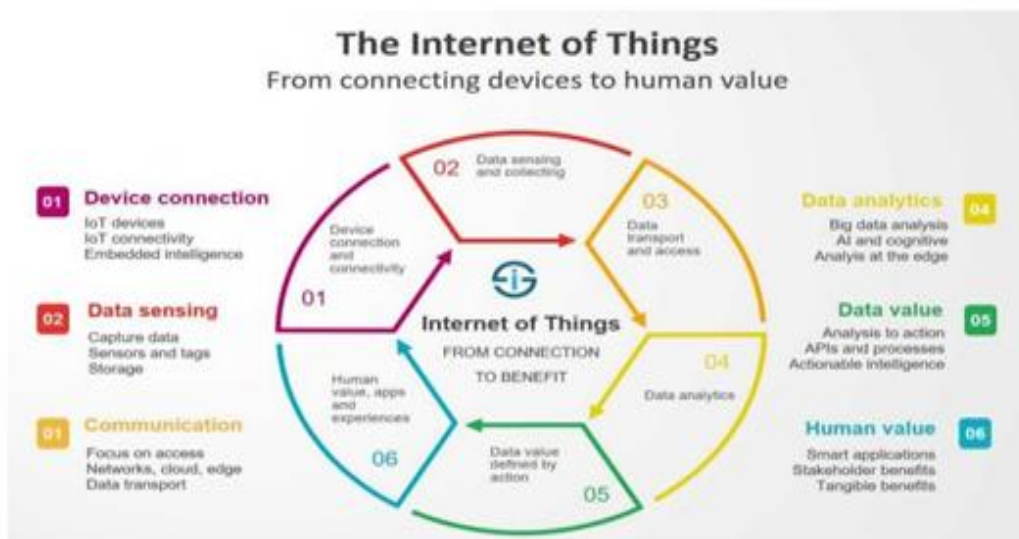 The Internet of Things
From connecting devices to human value
01 Device connection
IoT devices
IoT connectivity
Embedded intelligence
02 Data sensing
Capture data
Sensors and tags
Storage
01 Communication
Focus on access
Networks, cloud, edge
Data transport
01
Device
connection
and
connectivity
02
Data sensing
and collecting
03
Data
transport
and access
04
Data analytics
05
Data value
defined by
action
06
Human
value, apps
and
experiences
Internet of Things
FROM CONNECTION
TO BENEFIT
Data analytics 04
Big data analysis
AI and cognitive
Analyis at the edge
Data value 05
Analysis to action
APIs and processes
Actionable intelligence
Human value 06
Smart applications
Stakeholder benefits
Tangible benefits